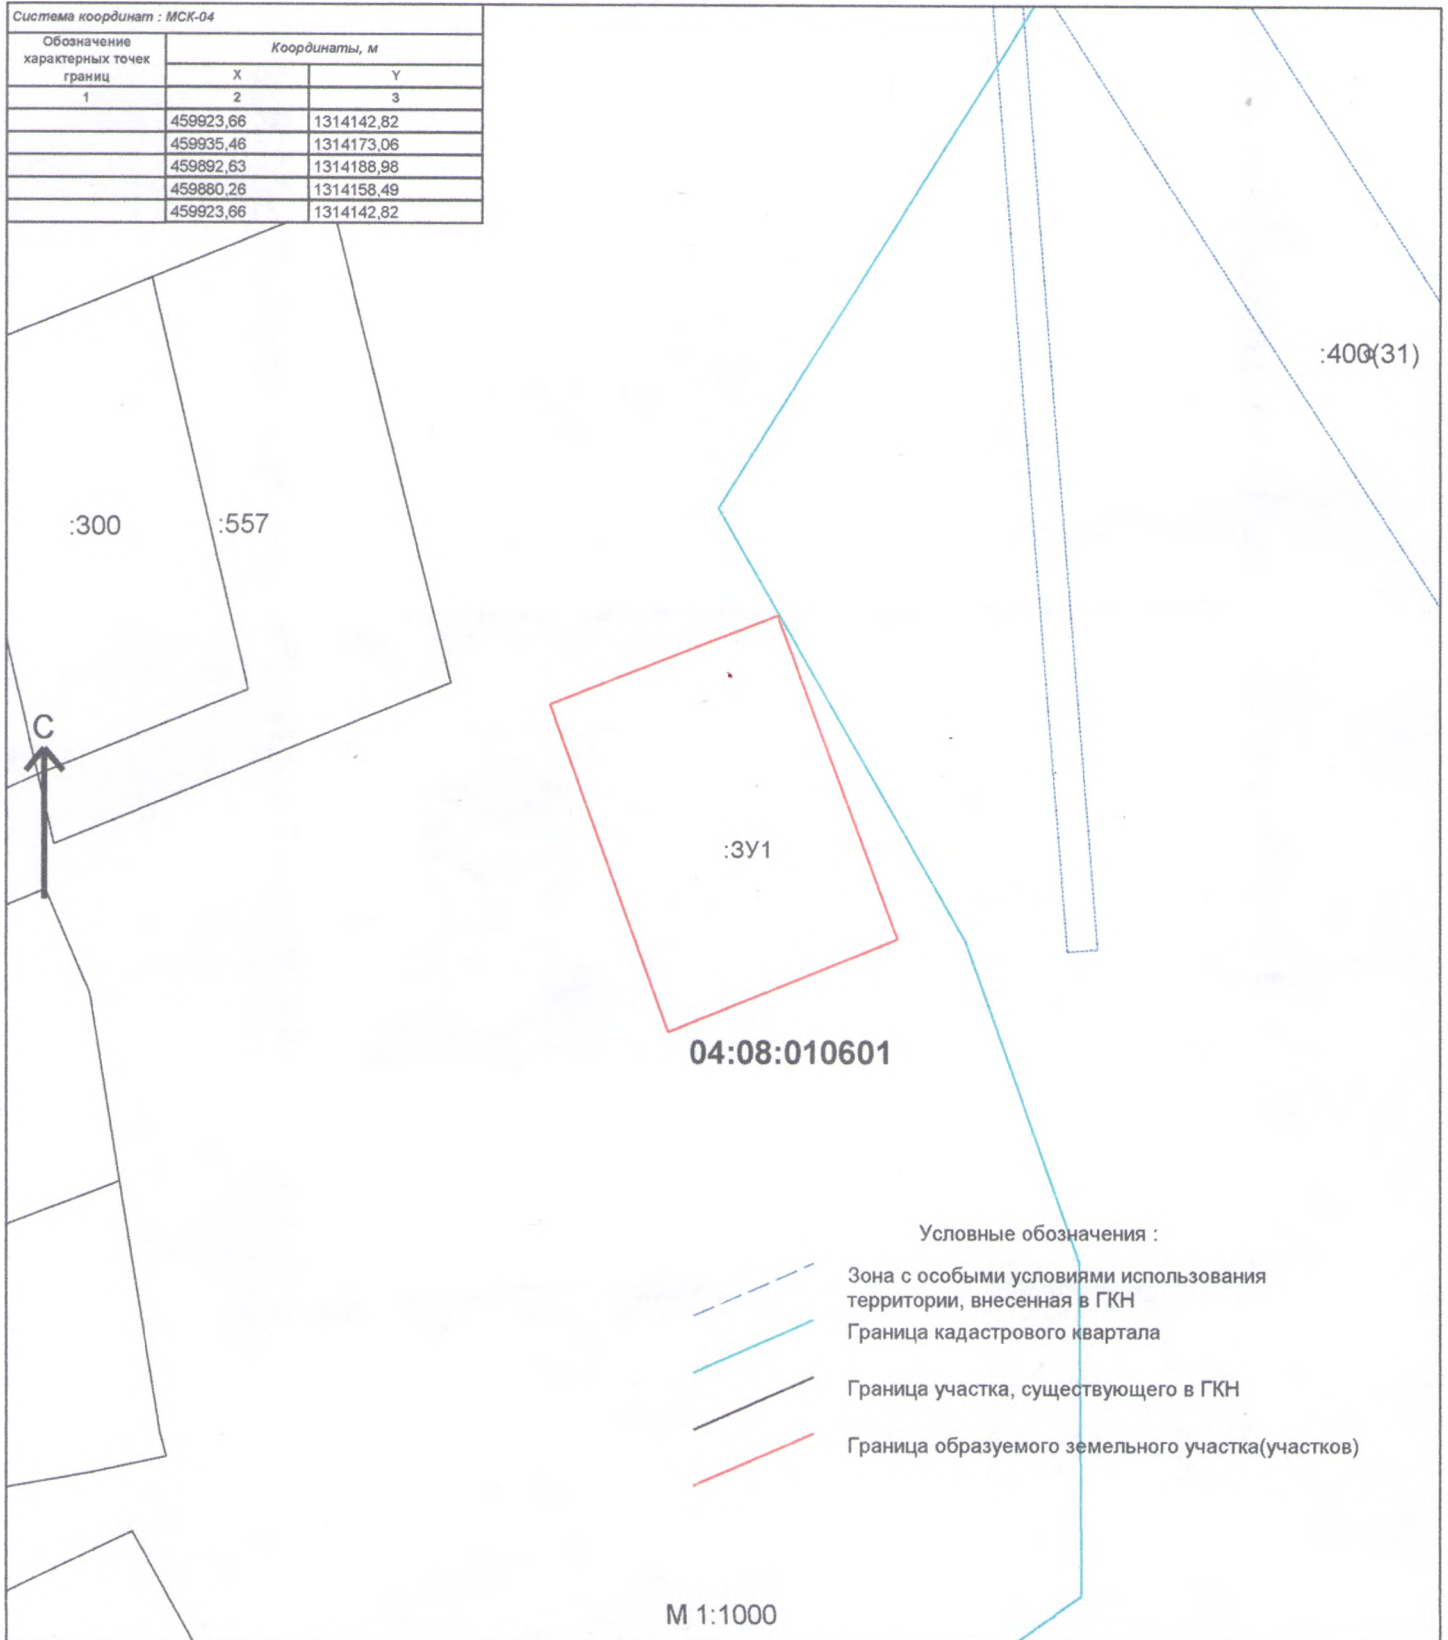 Система координат : МСК-04
Обозначение
характерных точек
границ
Координаты, м
X
Y
1
2
3
459923,66 1314142,82
459935,46 1314173,06
459892,63 1314188,98
459880,26 1314158,49
459923,66 1314142,82
:400(31)
:300
:557
С
:ЗУ1
04:08:010601
Условные обозначения :
Зона с особыми условиями использования
территории, внесенная в ГКН
Граница кадастрового квартала
Граница участка, существующего в ГКН
Граница образуемого земельного участка(участков)
М 1:1000